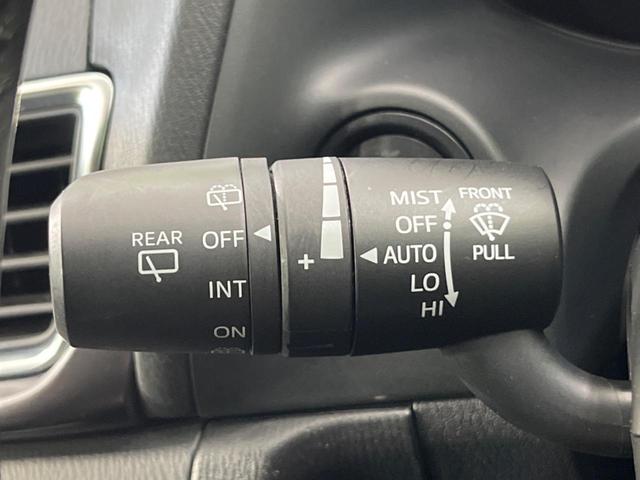 REAR
OFF
INT
ON
+
MIST
OFF
AUTO
LO
HI
FRONT
PULL